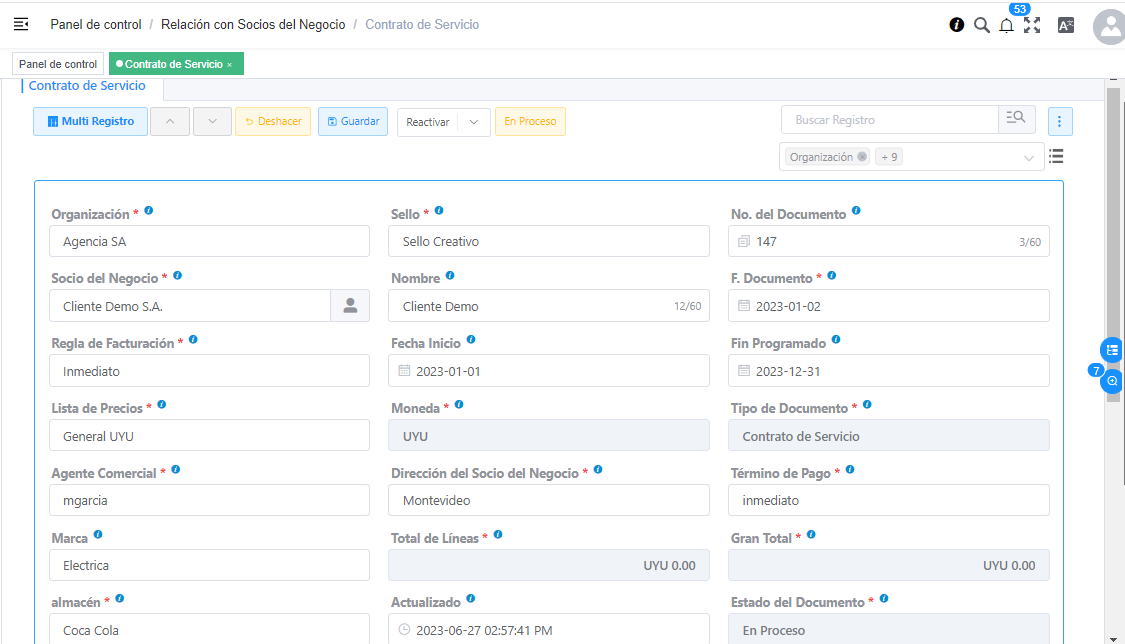 Panel de control / Relación con Socios del Negocio / Contrato de Servicio
53
Panel de control
Contrato de Servicio ×
Contrato de Servicio
Multi Registro
Deshacer
Guardar
Reactivar
En Proceso
Buscar Registro
Organización
+ 9
Organización *
Sello *
No. del Documento
Agencia SA
Sello Creativo
147
3/60
Socio del Negocio *
Nombre
F. Documento *
Cliente Demo S.A.
Cliente Demo
12/60
2023-01-02
Regla de Facturación *
Fecha Inicio
Fin Programado
Inmediato
2023-01-01
2023-12-31
7
Lista de Precios *
Moneda *
Tipo de Documento *
General UYU
UYU
Contrato de Servicio
Agente Comercial *
Dirección del Socio del Negocio *
Término de Pago *
mgarcia
Montevideo
inmediato
Marca
Total de Líneas *
Gran Total *
Electrica
UYU 0.00
UYU 0.00
almacén *
Actualizado
Estado del Documento *
Coca Cola
2023-06-27 02:57:41 PM
En Proceso